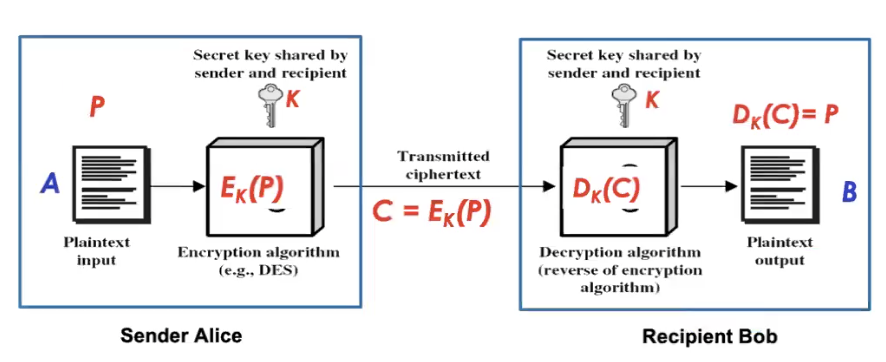 Secret key shared by
sender and recipient
K
P
A
E_K(P)
Plaintext
input
Encryption algorithm
(e.g., DES)
Transmitted
ciphertext
C = E_K(P)
Secret key shared by
sender and recipient
K
D_K(C)= P
D_K(C)
B
Decryption algorithm
(reverse of encryption
algorithm)
Plaintext
output
Sender Alice
Recipient Bob